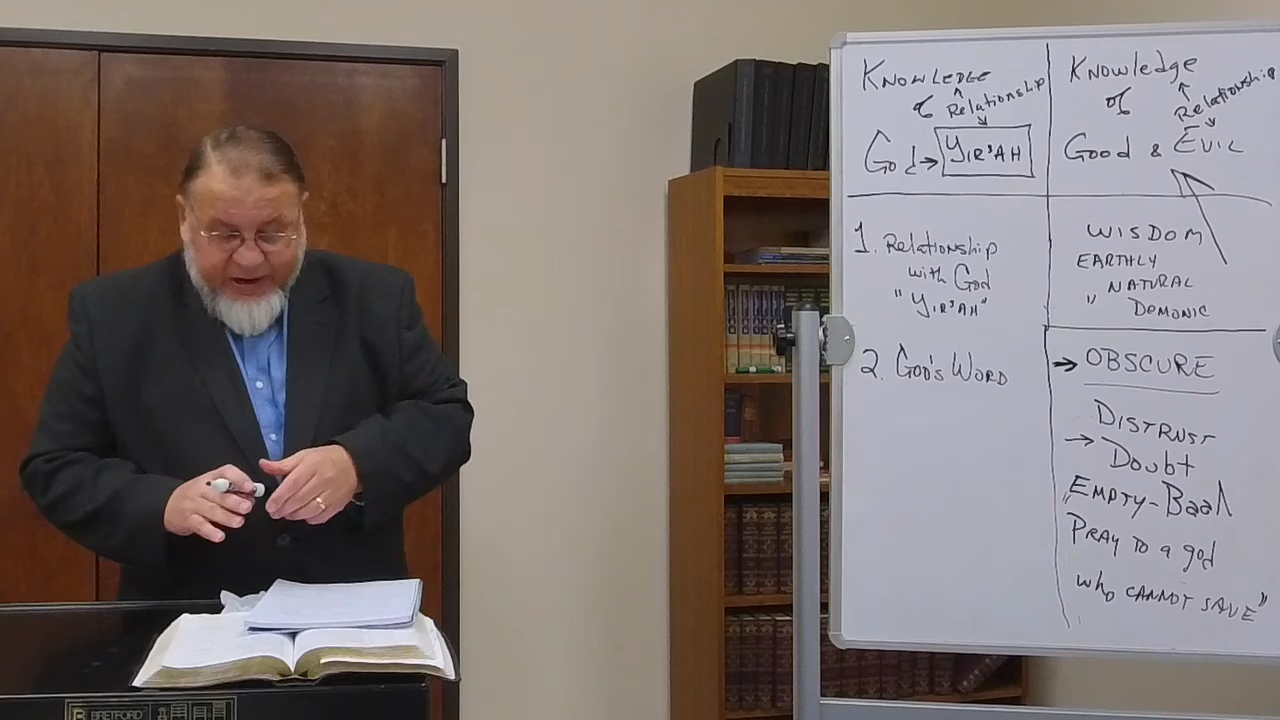 KNOWLEDGE
of Relationship
God → YIR'AH
Knowledge
of Relationship
Good & EVIL
1. Relationship
with God
"YIR'AH"
2. God's Word
WISDOM
EARTHLY
NATURAL
" DEMONIC
→ OBSCURE
DISTRUST
→ Doubt
"EMPTY-Baal
PRAY TO a god
who CANNOT SAVE"
BRETFORD